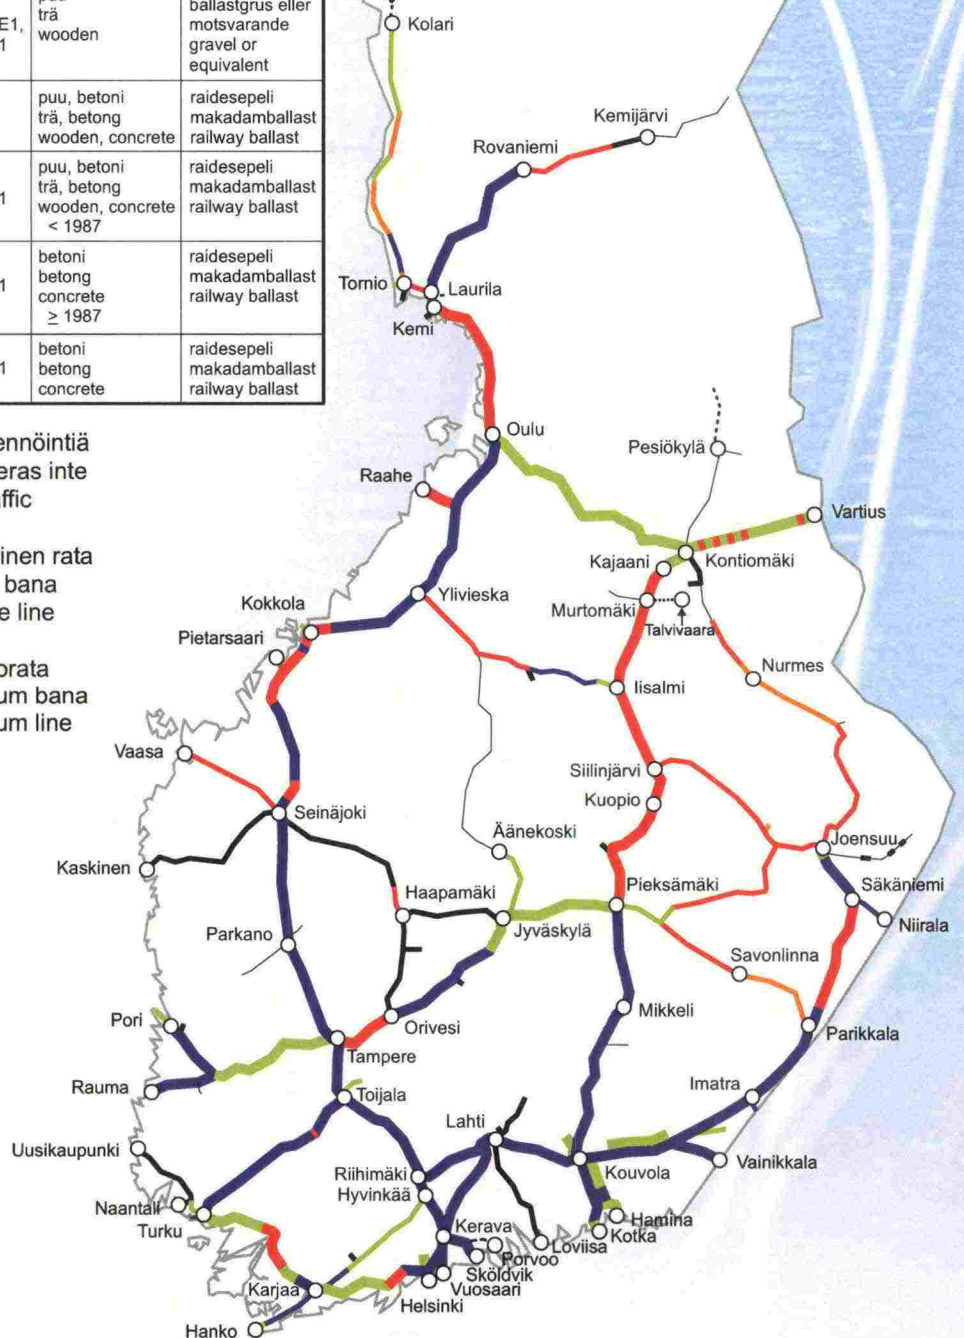 ballastgrus eller
trä
motsvarande
E1,
wooden
gravel or
1
equivalent
puu, betoni
raidesepeli
trä, betong
makadamballast
wooden, concrete
railway ballast
puu, betoni
raidesepeli
1
trä, betong
makadamballast
wooden, concrete
railway ballast
< 1987
betoni
raidesepeli
1
betong
makadamballast
concrete
railway ballast
≥ 1987
betoni
raidesepeli
1
betong
makadamballast
concrete
railway ballast
ennöintiä
eras inte
affic
inen rata
bana
e line
orata
um bana
um line
Kolari
Kemijärvi
Rovaniemi
Tornio
Laurila
Kemi
Oulu
Pesiökylä
Raahe
Vartius
Kajaani
Kontiomäki
Ylivieska
Murtomäki
Kokkola
Talvivaara
Pietarsaari
Nurmes
Iisalmi
Vaasa
Siilinjärvi
Kuopio
Seinäjoki
Äänekoski
Joensuu
Kaskinen
Haapamäki
Pieksämäki
Säkäniemi
Jyväskylä
Niirala
Parkano
Savonlinna
Mikkeli
Pori
Orivesi
Parikkala
Tampere
Rauma
Imatra
Toijala
Lahti
Uusikaupunki
Riihimäki
Kouvola
Vainikkala
Hyvinkää
Naantali
Hamina
Turku
Kerava
Kotka
Loviisa
Porvoo
Sköldvik
Karjaa
Vuosaari
Helsinki
Hanko